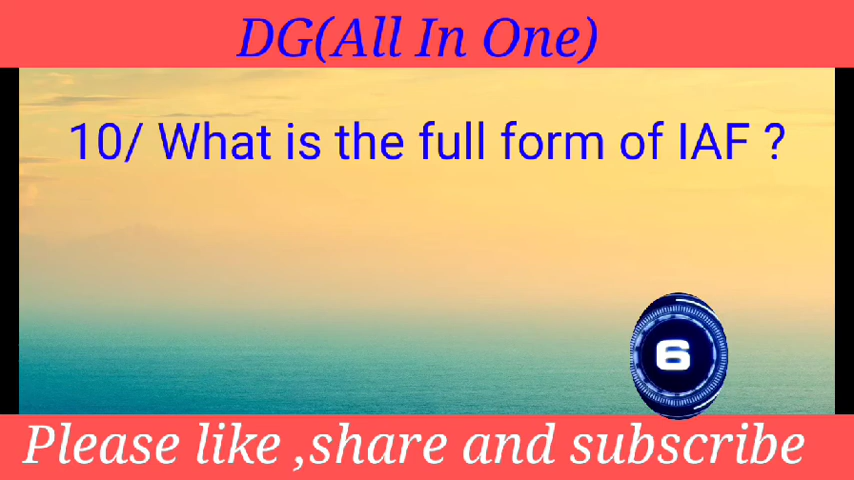 DG(All In One)
10/ What is the full form of IAF ?
6
Please like ,share and subscribe